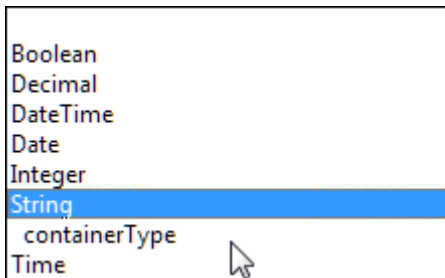 Boolean
Decimal
DateTime
Date
Integer
String
containerType
Time